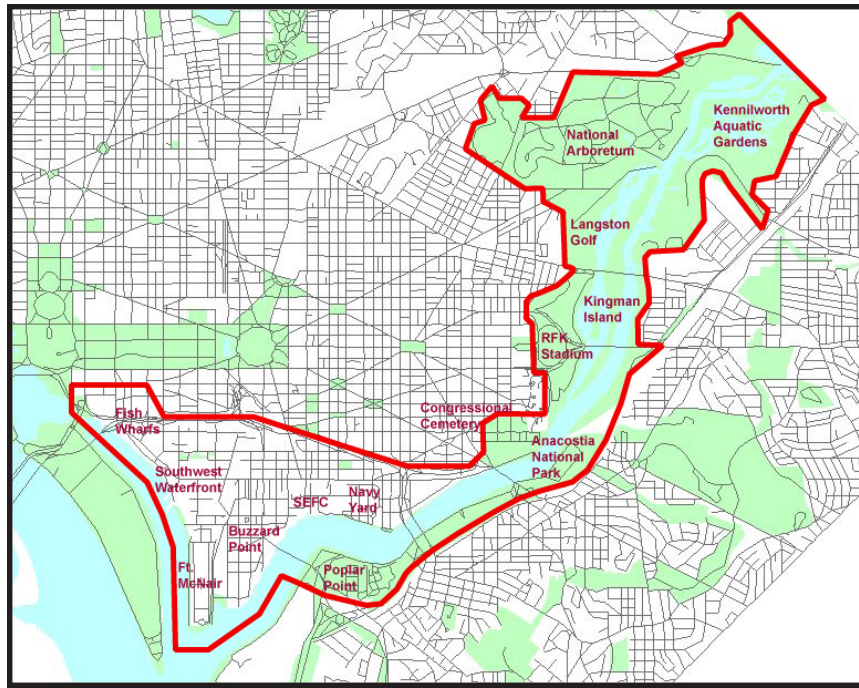 Kennilworth
Aquatic
Gardens
National
Arboretum
Langston
Golf
Kingman
Island
RFK
Stadium
Congressional
Cemetery
Fish
Wharfs
Anacostia
National
Park
Southwest
Waterfront
SEFC
Navy
Yard
Buzzard
Point
Ft.
McNair
Poplar
Point